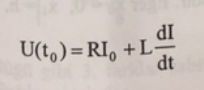 U(t₀) = RI₀ + L dI/dt